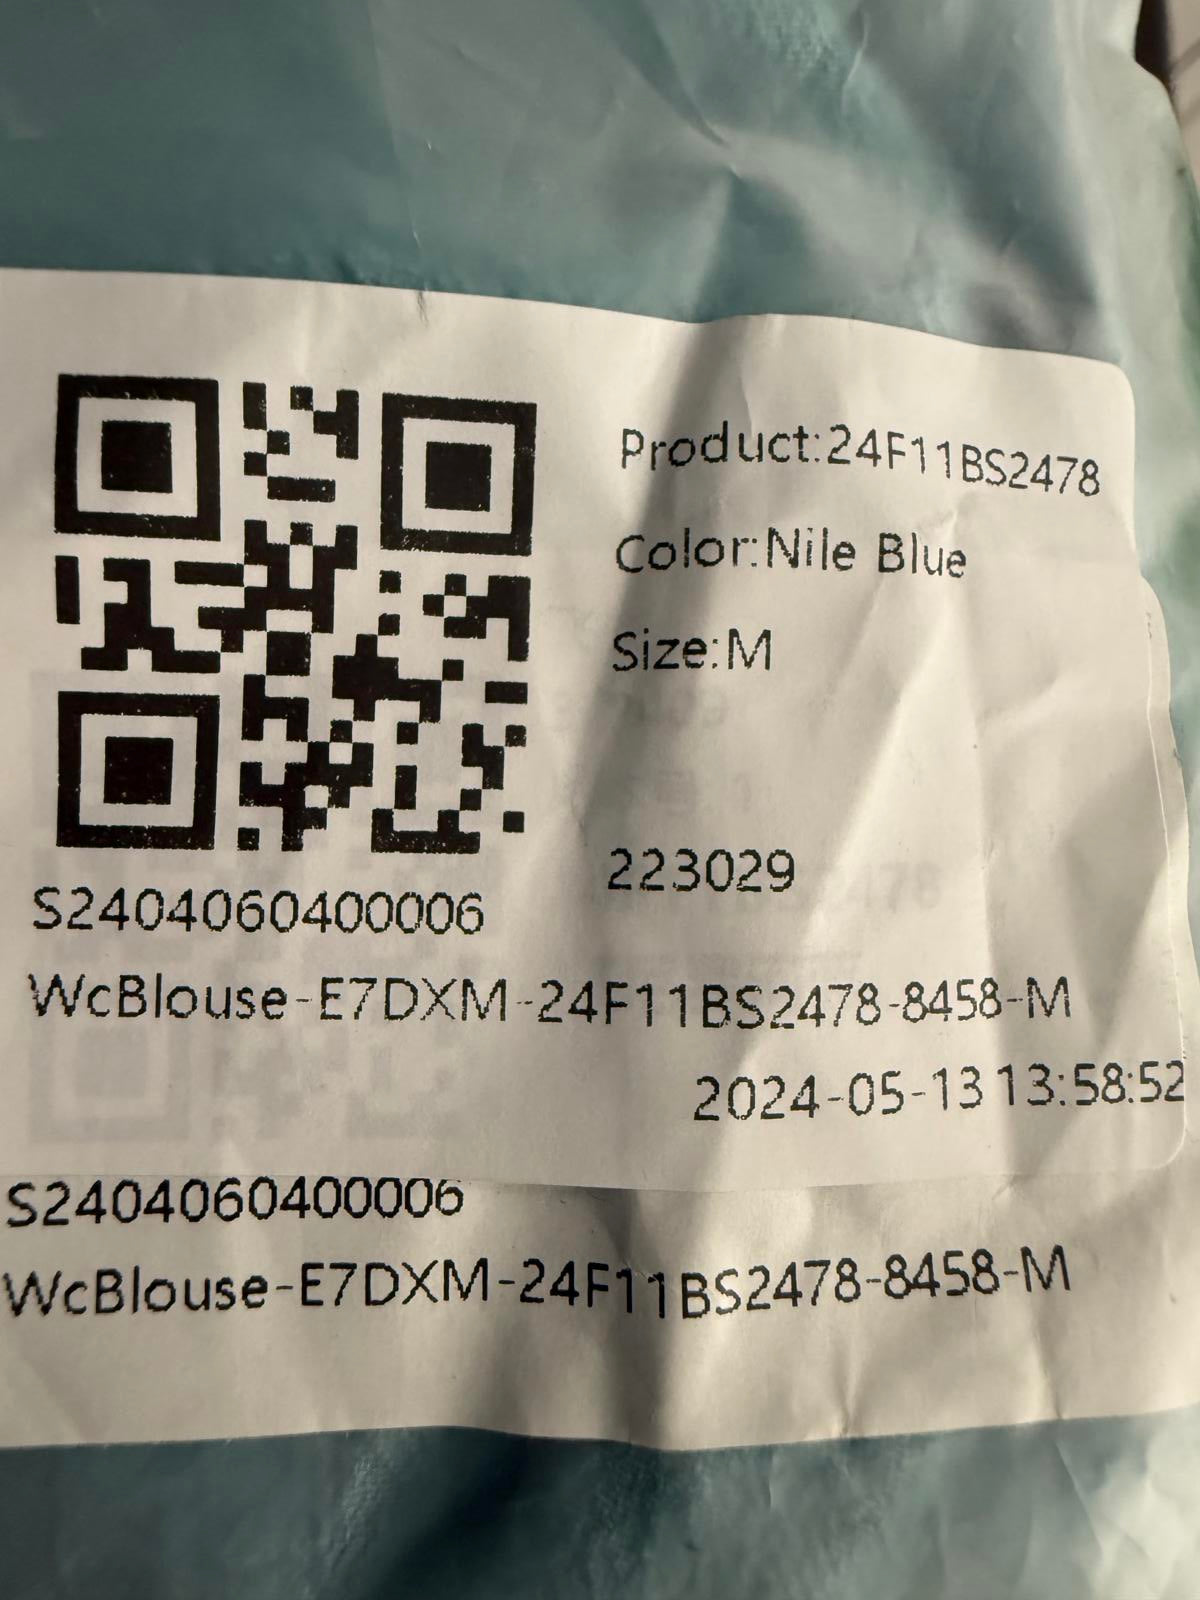 Product:24F11BS2478
Color:Nile Blue
Size:M
223029
S2404060400006
WcBlouse-E7DXM-24F11BS2478-8458-M
2024-05-13 13:58:52
S2404060400006
WcBlouse-E7DXM-24F11BS2478-8458-M